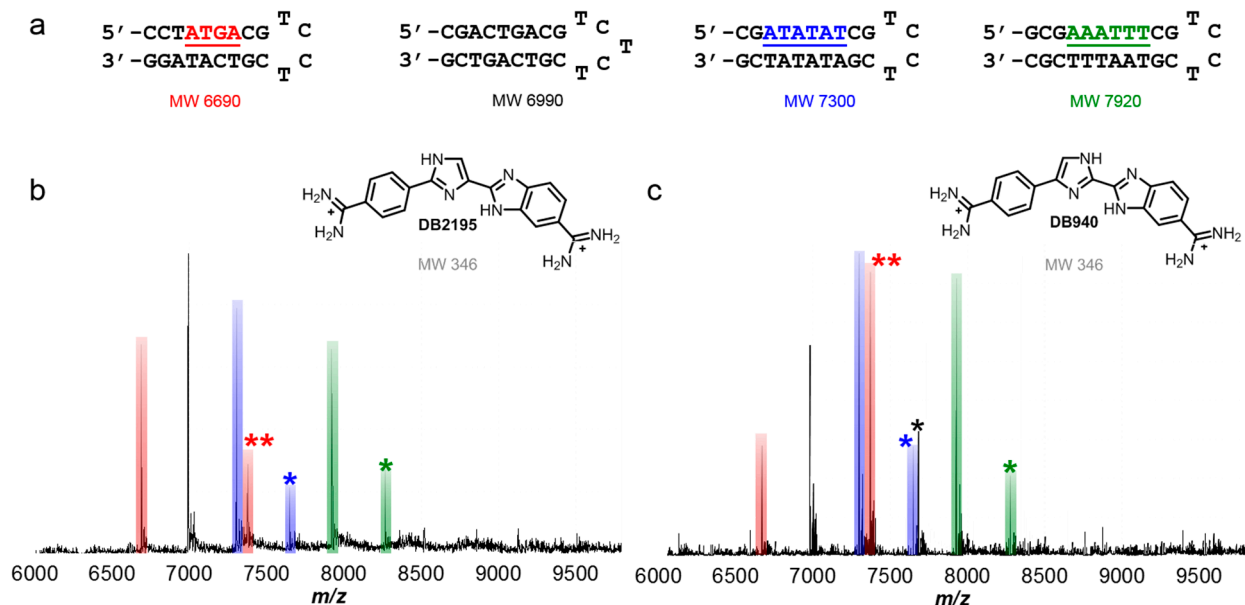 a
5'-CCTATGACG T C
3'-GGATACTGC T C
MW 6690
5'-CGACTGACG T C T
3'-GCTGACTGC T C
MW 6990
5'-CGATATATCG T C
3'-GCTATATAGC T C
MW 7300
5'-GCGAAATTTCG T C
3'-CGCTTTAATGC T C
MW 7920
b
HN
N
N
HN
H₂N
H₂N
+
DB2195
NH₂
H₂N
+
MW 346
**
*
*
6000 7000 7500 8000 8500 9000 9500
m/z
c
NH
N
N
HN
H₂N
H₂N
+
DB940
NH₂
H₂N
+
MW 346
**
*
*
*
6000 7000 7500 8000 8500 9000 9500
m/z